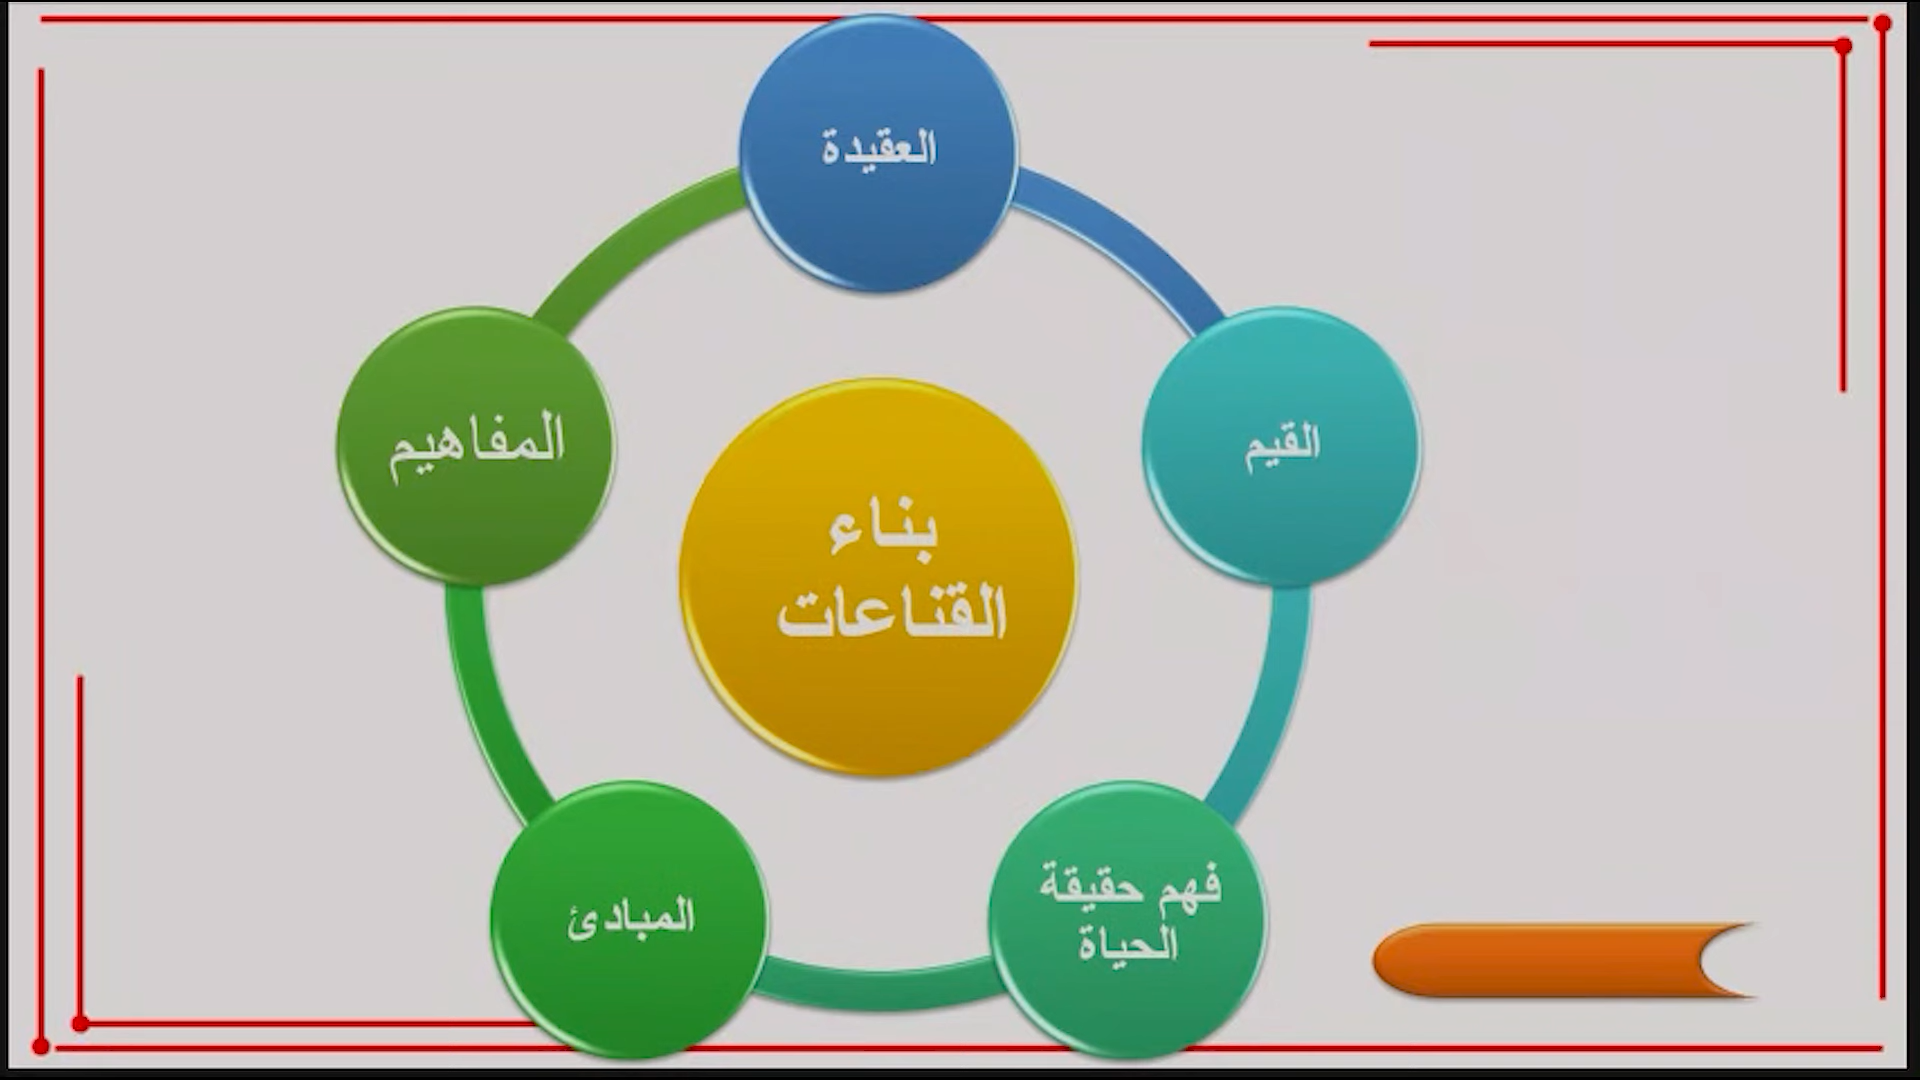 العقيدة
القيم
فهم حقيقة
الحياة
المبادئ
المفاهيم
بناء
القناعات